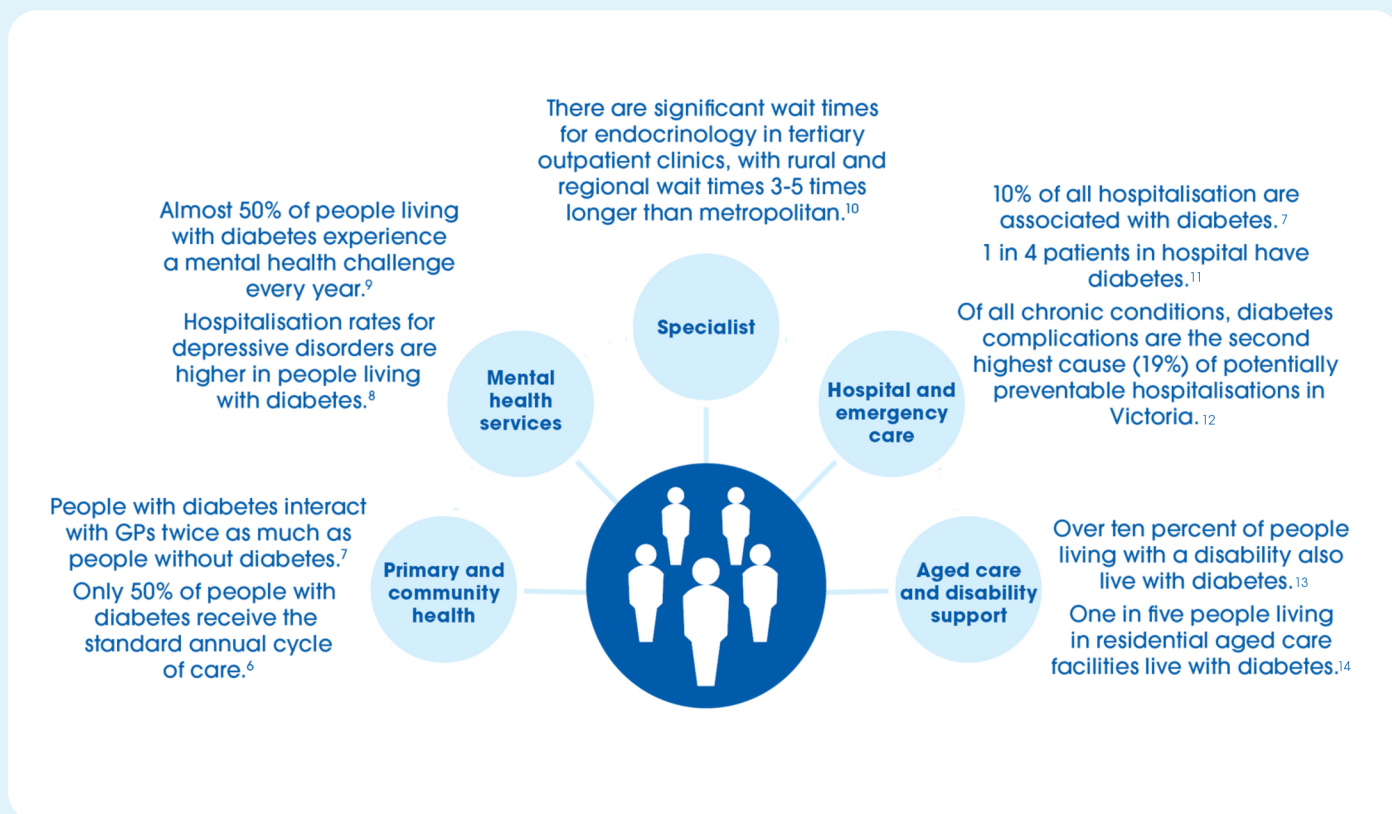 There are significant wait times
for endocrinology in tertiary
outpatient clinics, with rural and
regional wait times 3-5 times
longer than metropolitan.10
Almost 50% of people living
with diabetes experience
a mental health challenge
every year.9
Hospitalisation rates for
depressive disorders are
higher in people living
with diabetes.8
10% of all hospitalisation are
associated with diabetes.7
1 in 4 patients in hospital have
diabetes.11
Of all chronic conditions, diabetes
complications are the second
highest cause (19%) of potentially
preventable hospitalisations in
Victoria.12
Specialist
Mental
health
services
Hospital and
emergency
care
People with diabetes interact
with GPs twice as much as
people without diabetes.7
Only 50% of people with
diabetes receive the
standard annual cycle
of care.6
Primary and
community
health
Aged care
and disability
support
Over ten percent of people
living with a disability also
live with diabetes.13
One in five people living
in residential aged care
facilities live with diabetes.14